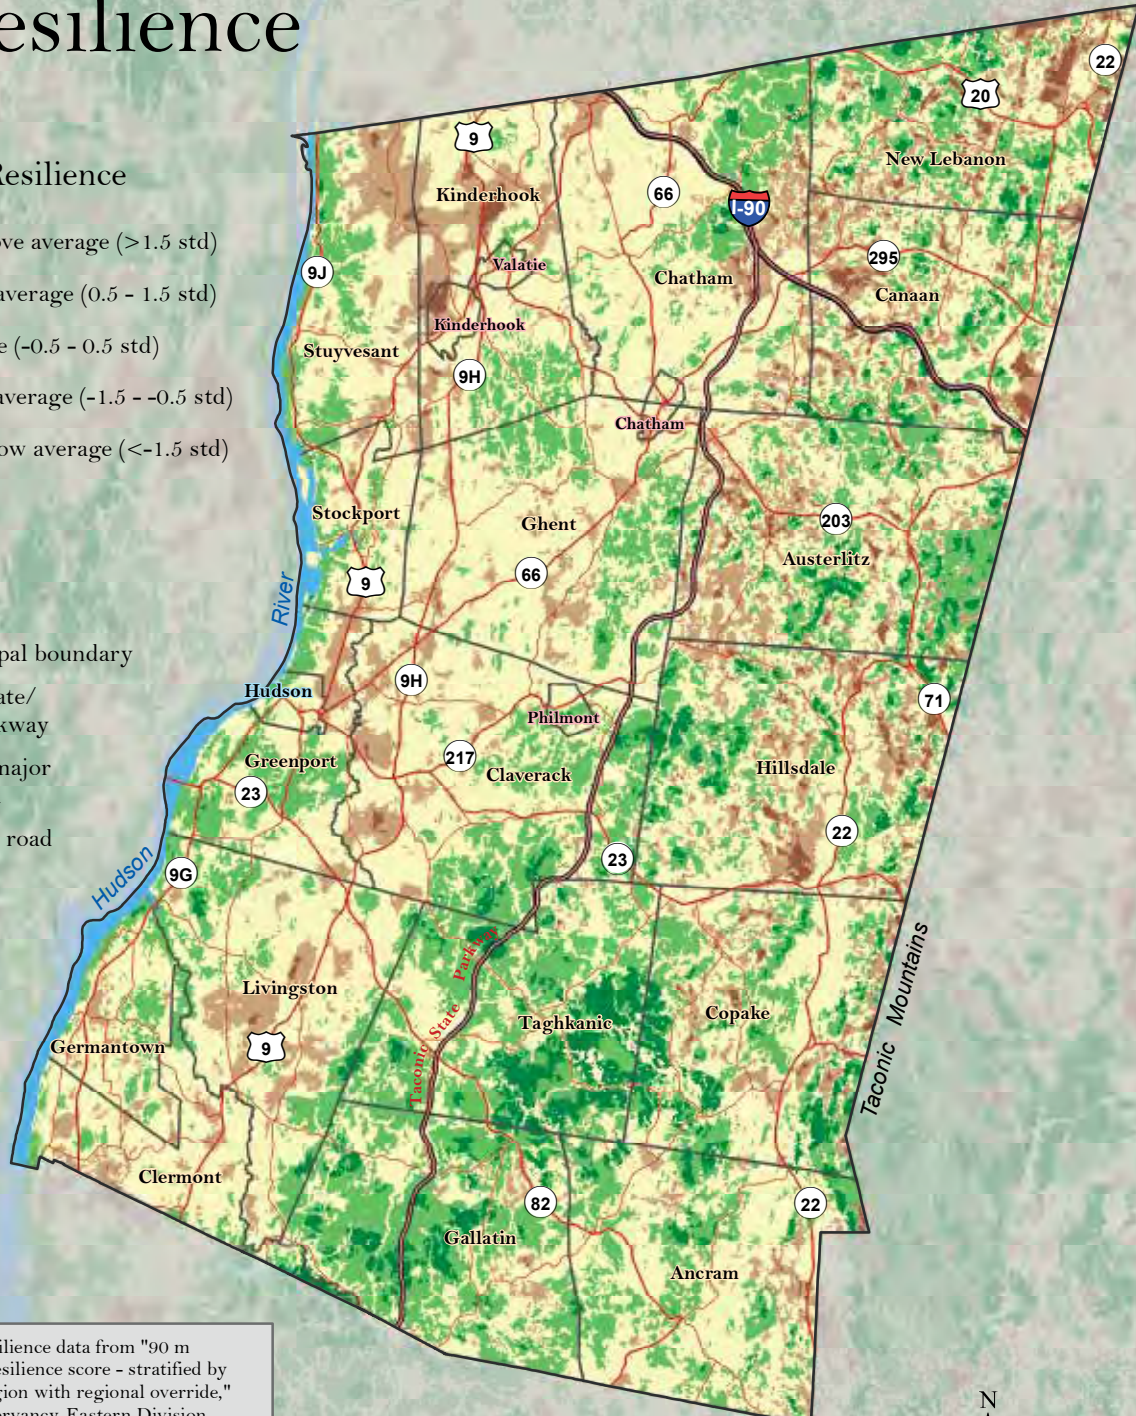 esilience
Resilience
ove average (>1.5 std)
average (0.5 - 1.5 std)
e (-0.5 - 0.5 std)
average (-1.5 - -0.5 std)
ow average (<-1.5 std)
pal boundary
ate/
kway
major
road
22
20
New Lebanon
9
Kinderhook
66
I-90
Valatie
9J
295
Chatham
Canaan
Kinderhook
Stuyvesant
9H
Chatham
Stockport
Ghent
203
Austerlitz
66
9
River
Hudson
9H
71
Philmont
217
Greenport
Claverack
Hillsdale
23
22
23
9G
Hudson
Taconic State Parkway
Taconic Mountains
Livingston
Taghkanic
Copake
Germantown
9
Clermont
82
22
Gallatin
Ancram
ilience data from "90 m
esilience score - stratified by
gion with regional override,"
ervancy, Eastern Division
N